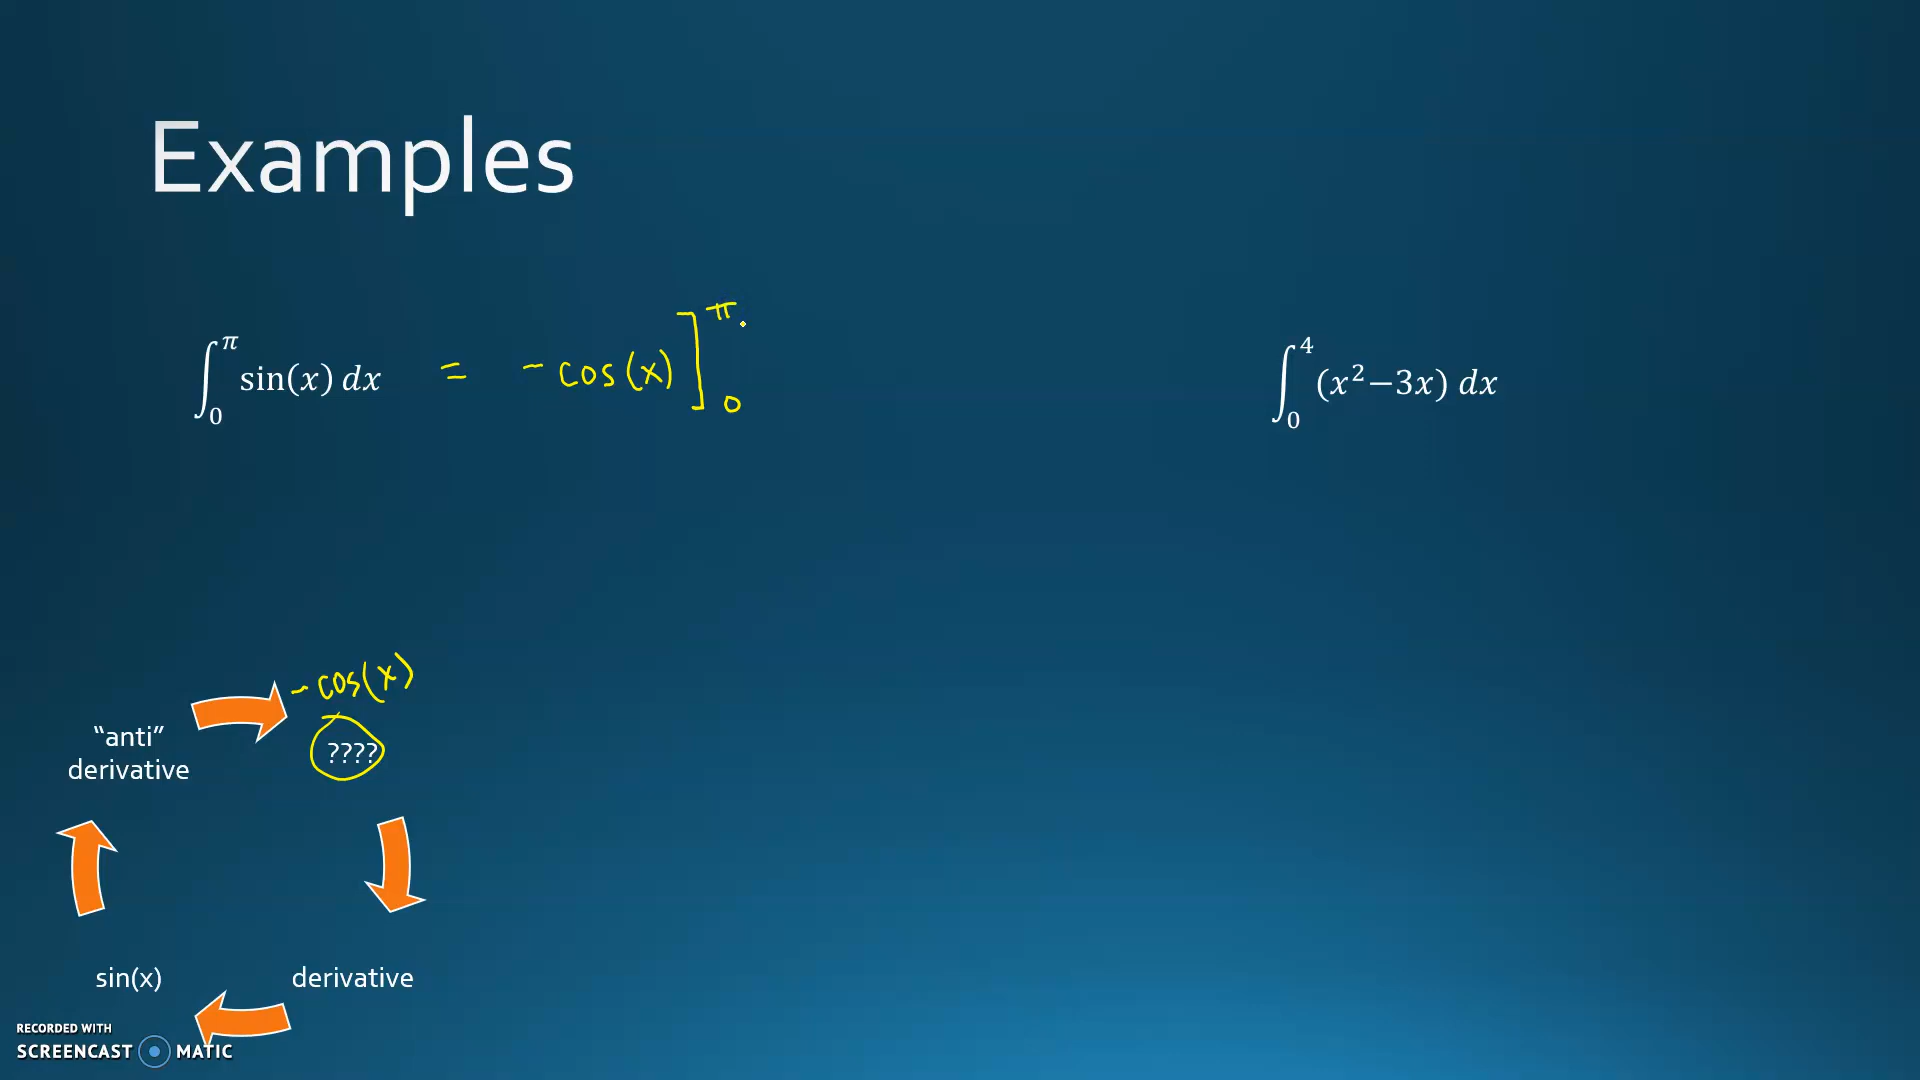 Examples
∫₀^π sin(x) dx = - cos(x)]₀^π
∫₀⁴ (x²−3x) dx
- cos(x)
“anti”
derivative
????
sin(x)
derivative
RECORDED WITH
SCREENCAST MATIC